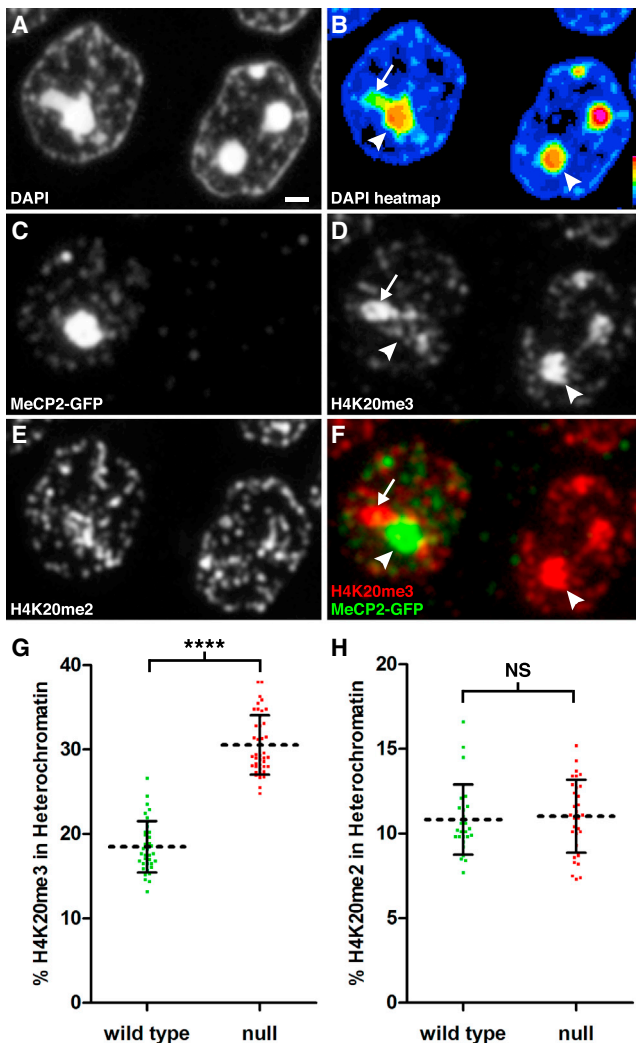 A
DAPI
B
DAPI heatmap
C
MeCP2-GFP
D
H4K20me3
E
H4K20me2
F
H4K20me3
MeCP2-GFP
G
% H4K20me3 in Heterochromatin
40
30
20
10
0
****
wild type
null
H
% H4K20me2 in Heterochromatin
20
15
10
5
0
NS
wild type
null